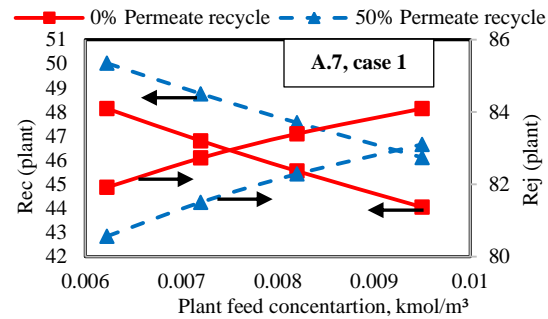 0% Permeate recycle 50% Permeate recycle
A.7, case 1
Rec (plant)
51
50
49
48
47
46
45
44
43
42
86
84
82
80
Rej (plant)
0.006 0.007 0.008 0.009 0.01
Plant feed concentartion, kmol/m³